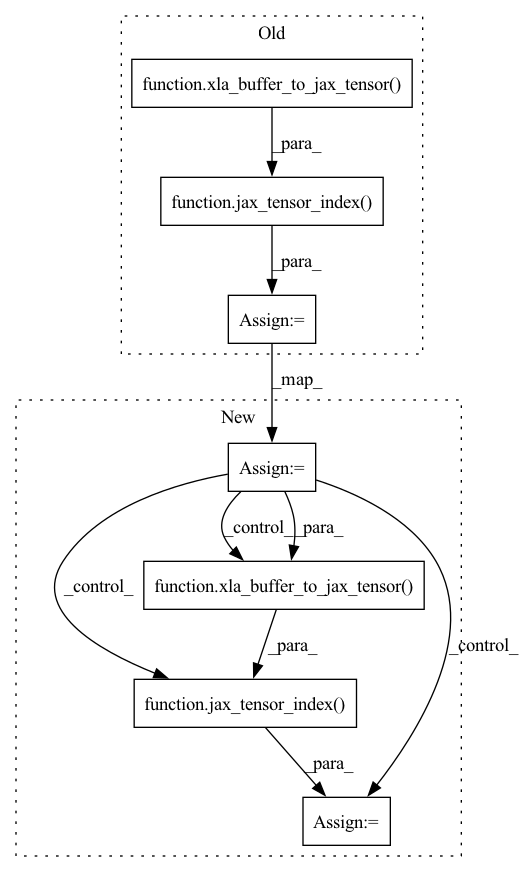 Old
function.xla_buffer_to_jax_tensor()
_para_
function.jax_tensor_index()
_para_
Assign:=
_map_
New
Assign:=
_control_ _para_
function.xla_buffer_to_jax_tensor()
_control_
_para_
_control_
function.jax_tensor_index()
_para_
Assign:=